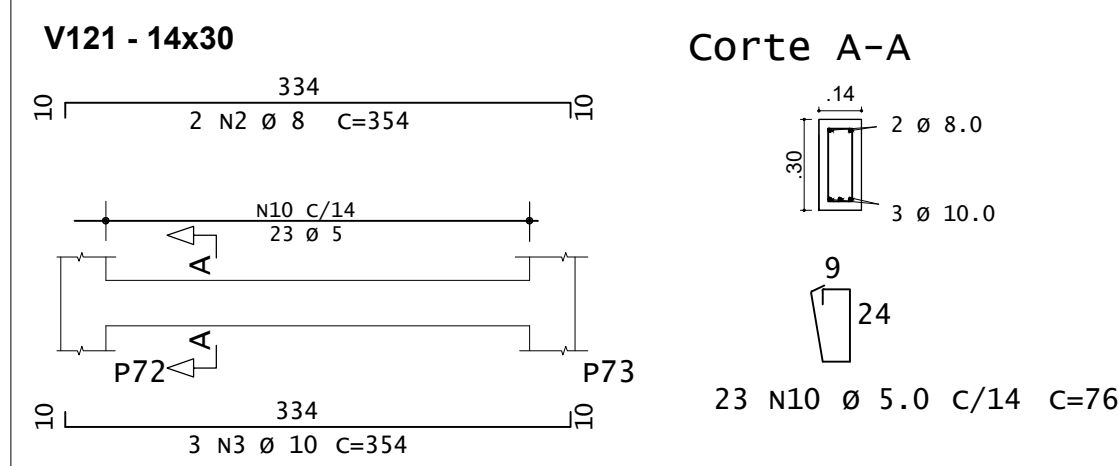 V121 - 14x30
10
334
10
2 N2 Ø 8 C=354
N10 C/14
23 Ø 5
A
A
P72
P73
10
334
10
3 N3 Ø 10 C=354
Corte A-A
.14
2 Ø 8.0
.30
3 Ø 10.0
9
24
23 N10 Ø 5.0 C/14 C=76